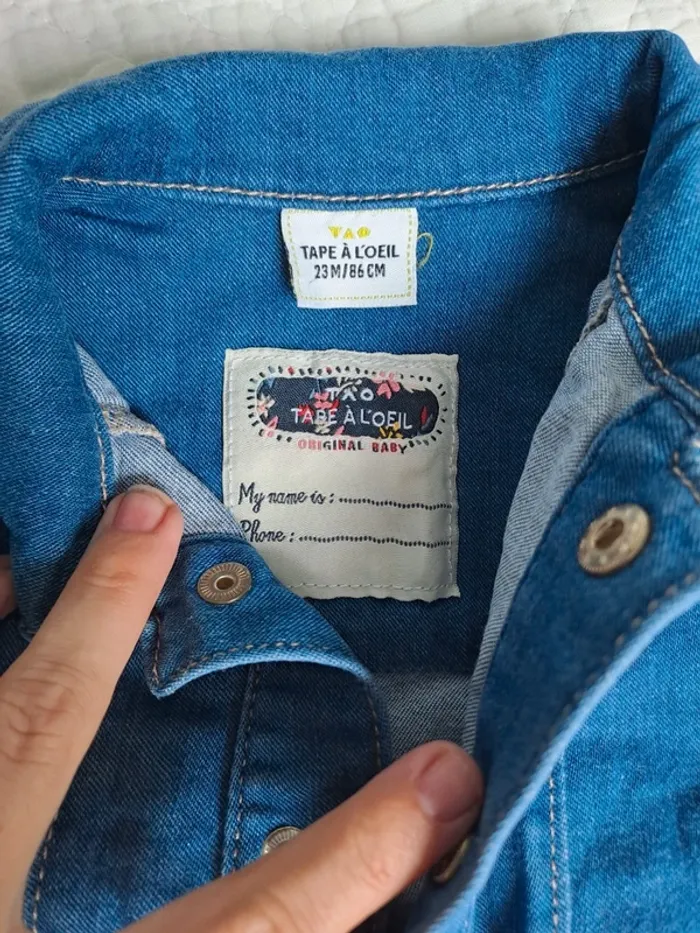 TAO
TAPE À L'OEIL
23M/86CM
TAO
TAPE À L'OEIL
ORIGINAL BABY
My name is :
Phone :